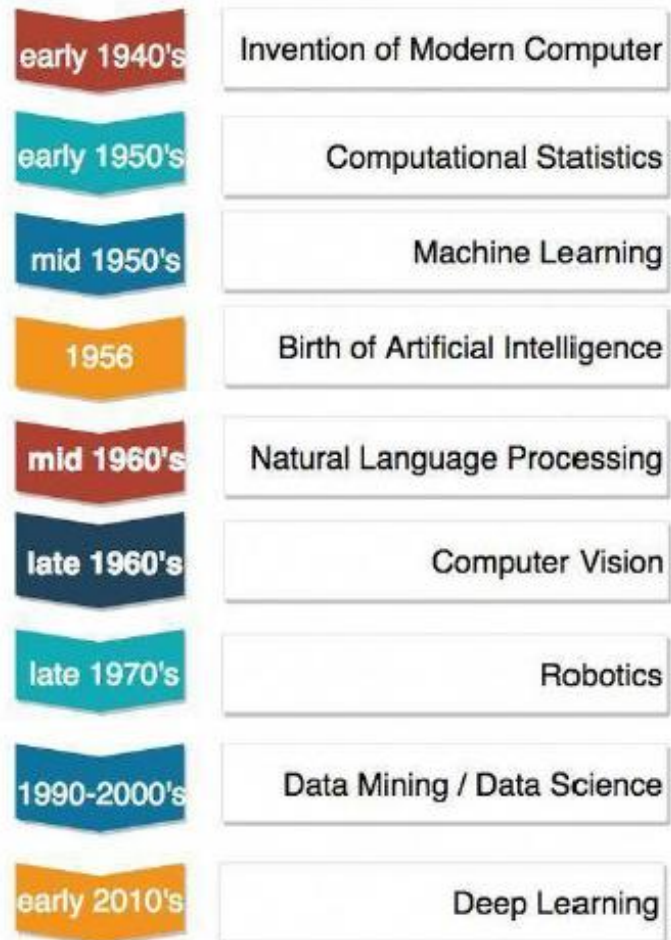 early 1940's Invention of Modern Computer
early 1950's Computational Statistics
mid 1950's Machine Learning
1956 Birth of Artificial Intelligence
mid 1960's Natural Language Processing
late 1960's Computer Vision
late 1970's Robotics
1990-2000's Data Mining / Data Science
early 2010's Deep Learning